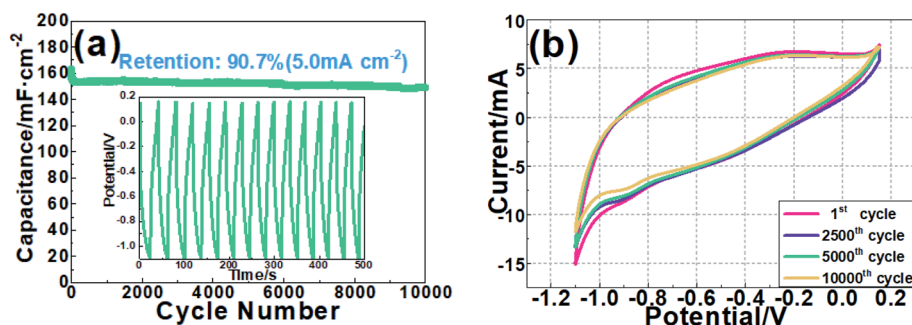 (a)
Retention: 90.7%(5.0mA cm⁻²)
Capacitance/mF·cm⁻²
200
180
160
140
120
100
80
60
40
20
0
0 2000 4000 6000 8000 10000
Cycle Number
Potential/V
0.2
0.0
-0.2
-0.4
-0.6
-0.8
-1.0
0 100 200 300 400 500
TIme/s
(b)
Current/mA
10
5
0
-5
-10
-15
-1.2 -1.0 -0.8 -0.6 -0.4 -0.2 0.0 0.2
Potential/V
1ˢᵗ cycle
2500ᵗʰ cycle
5000ᵗʰ cycle
10000ᵗʰ cycle